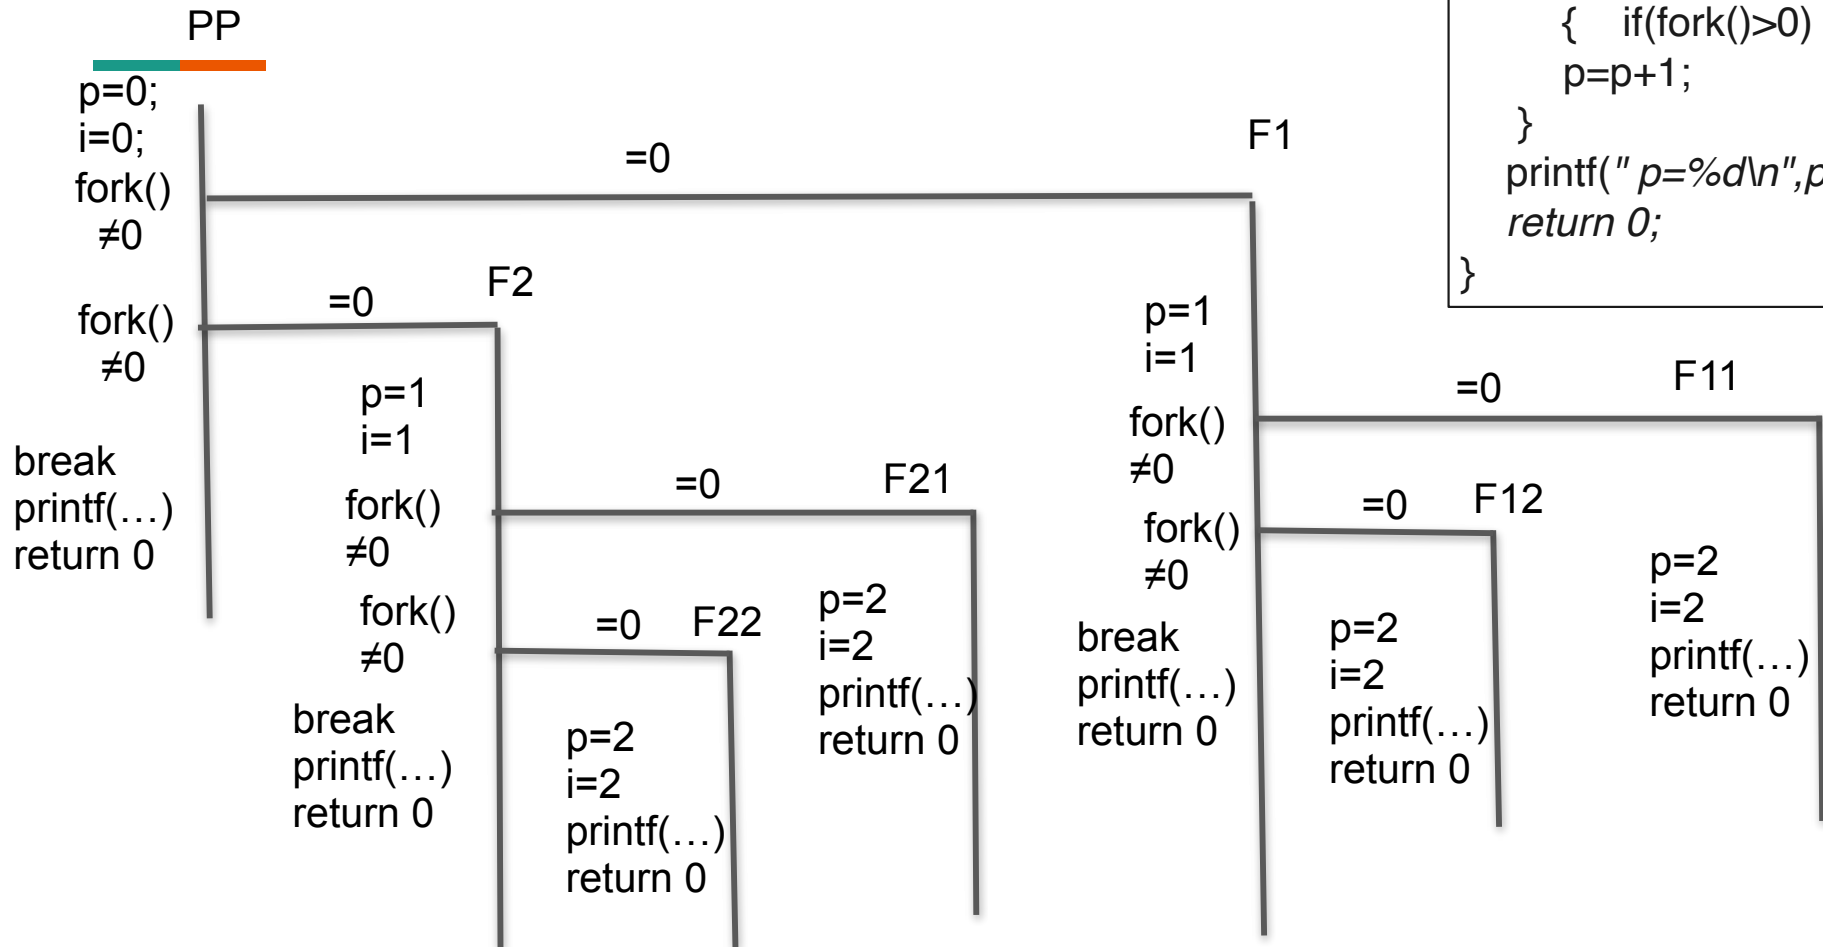 PP
p=0;
i=0;
fork()
≠0
fork()
≠0
break
printf(…)
return 0
=0
F1
=0
F2
p=1
i=1
fork()
≠0
fork()
≠0
break
printf(…)
return 0
=0
F21
p=2
i=2
printf(…)
return 0
=0
F22
p=2
i=2
printf(…)
return 0
p=1
i=1
fork()
≠0
fork()
≠0
break
printf(…)
return 0
=0
F11
p=2
i=2
printf(…)
return 0
=0
F12
p=2
i=2
printf(…)
return 0
{ if(fork()>0)
p=p+1;
}
printf(" p=%d\n",p
return 0;
}